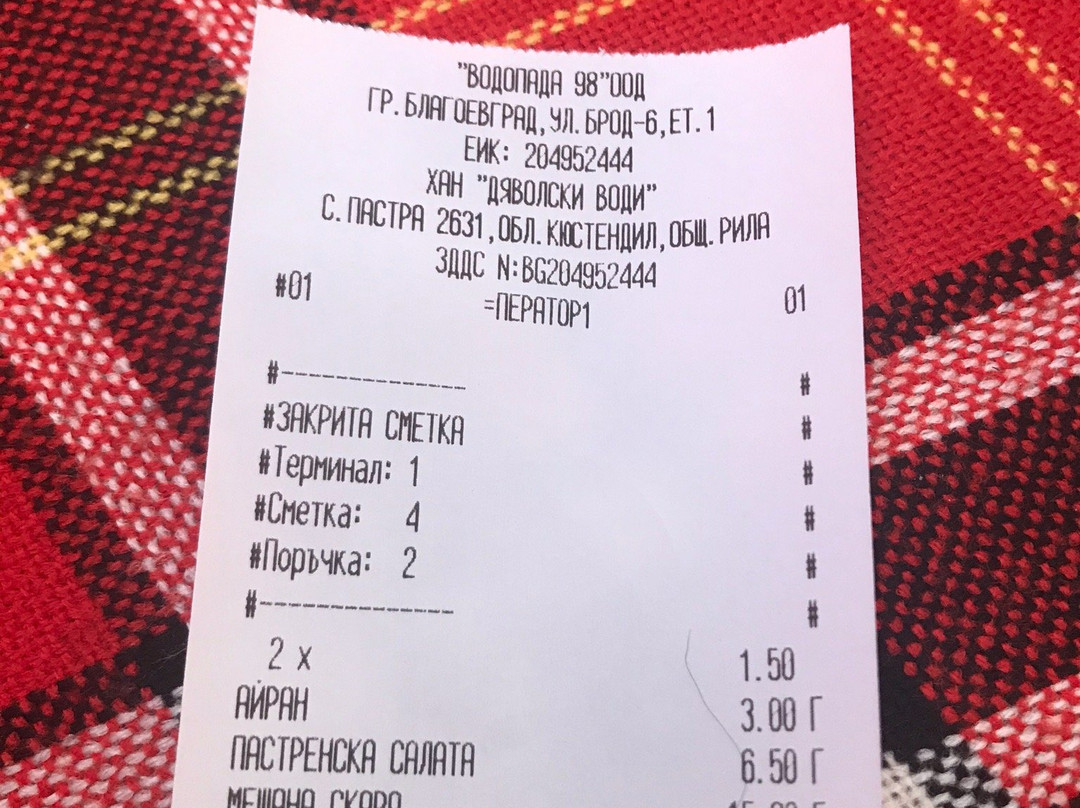 "ВОДОПАДА 98"ООД
ГР.БЛАГОЕВГРАД,УЛ.БРОД-6,ЕТ.1
ЕИК: 204952444
ХАН "ДЯВОЛСКИ ВОДИ"
С.ПАСТРА 2631,ОБЛ.КЮСТЕНДИЛ,ОБЩ.РИЛА
ЗДДС N:BG204952444
#01 =ПЕРАТОР1 01
#-------------- #
#ЗАКРИТА СМЕТКА #
#Терминал: 1 #
#Сметка: 4 #
#Поръчка: 2 #
#-------------- #
2 x 1.50
АЙРАН 3.00 Г
ПАСТРЕНСКА САЛАТА 6.50 Г
МЕШАНА СКАРА